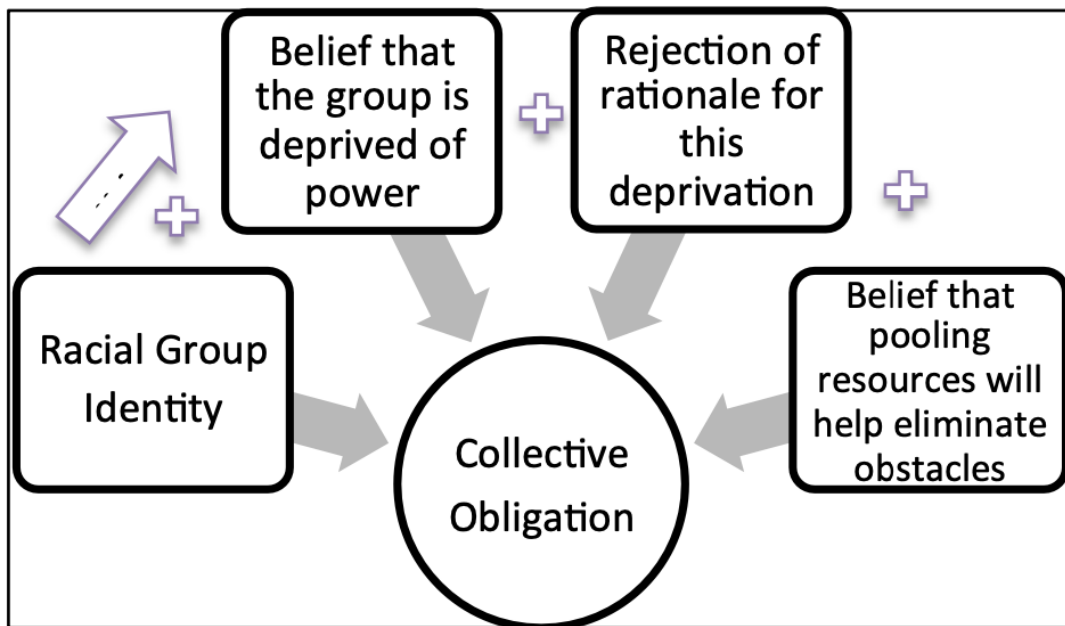 Belief that
the group is
deprived of
power
Rejection of
rationale for
this
deprivation
Racial Group
Identity
Belief that
pooling
resources will
help eliminate
obstacles
Collective
Obligation